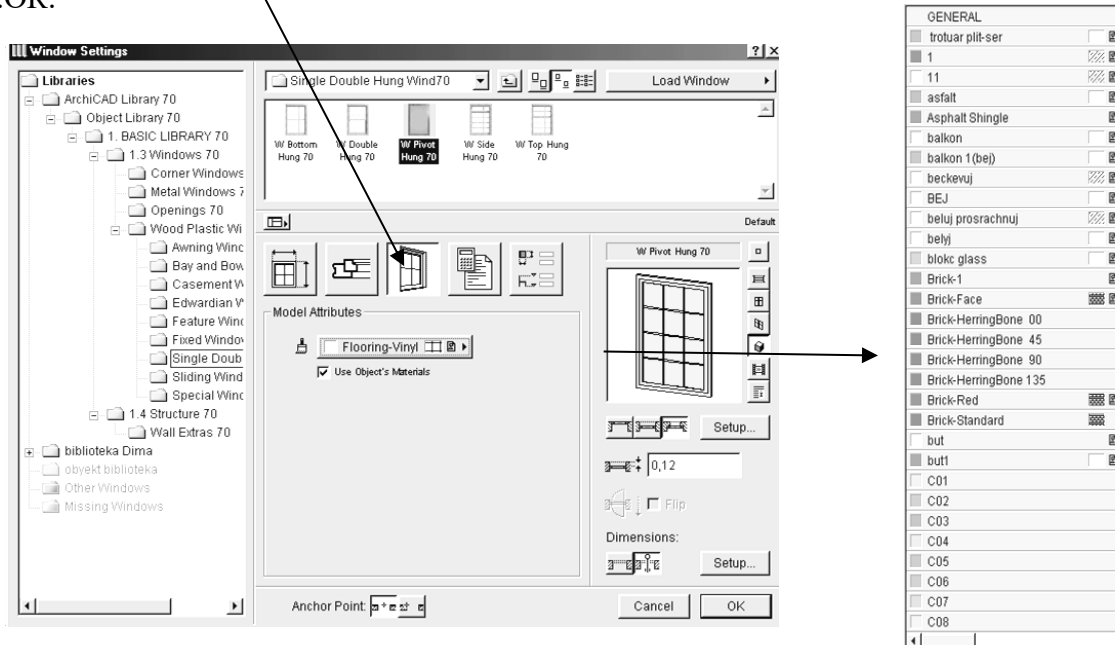 .OK.
Window Settings
Libraries
ArchiCAD Library 70
Object Library 70
1. BASIC LIBRARY 70
1.3 Windows 70
Corner Windows
Metal Windows 7
Openings 70
Wood Plastic Wi
Awning Winc
Bay and Bow
Casement W
Edwardian V
Feature Wind
Fixed Window
Single Doub
Sliding Wind
Special Winc
1.4 Structure 70
Wall Extras 70
biblioteka Dima
obyekt biblioteka
Other Windows
Missing Windows
Single Double Hung Wind70
Load Window
W Bottom Hung 70
W Double Hung 70
W Pivot Hung 70
W Side Hung 70
W Top Hung 70
Default
Model Attributes
Flooring-Vinyl
Use Object's Materials
W Pivot Hung 70
Setup...
0,12
Flip
Dimensions:
Setup...
Anchor Point:
Cancel
OK
GENERAL
trotuar plit-ser
1
11
asfalt
Asphalt Shingle
balkon
balkon 1(bej)
beckevuj
BEJ
beluj prosrachnuj
belyj
blokc glass
Brick-1
Brick-Face
Brick-HerringBone 00
Brick-HerringBone 45
Brick-HerringBone 90
Brick-HerringBone 135
Brick-Red
Brick-Standard
but
but1
C01
C02
C03
C04
C05
C06
C07
C08